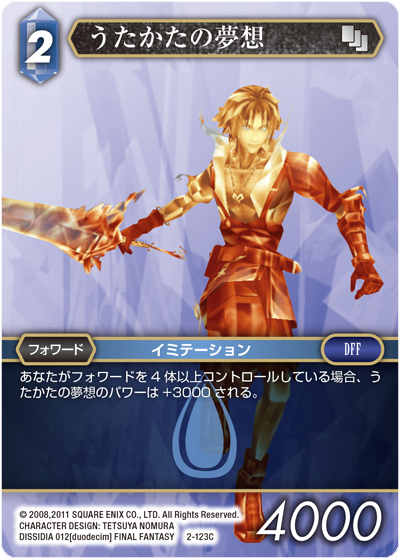 2
うたかたの夢想
フォワード
イミテーション
DFF
あなたがフォワードを4体以上コントロールしている場合、う
たかたの夢想のパワーは+3000される。
© 2008,2011 SQUARE ENIX CO., LTD. All Rights Reserved.
CHARACTER DESIGN: TETSUYA NOMURA
DISSIDIA 012[duodecim] FINAL FANTASY 2-123C
4000